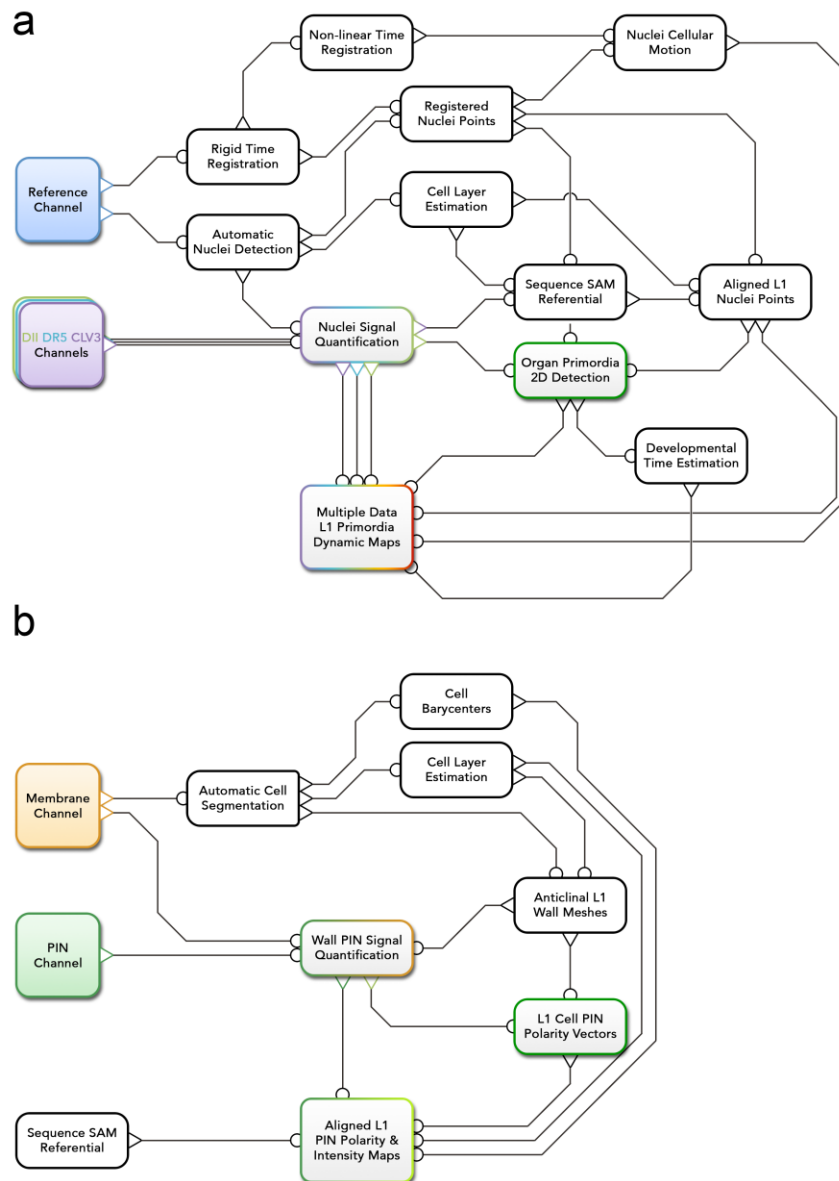 a
Non-linear Time
Registration
Nuclei Cellular
Motion
Registered
Nuclei Points
Rigid Time
Registration
Reference
Channel
Cell Layer
Estimation
Automatic
Nuclei Detection
Sequence SAM
Referential
Aligned L1
Nuclei Points
DII DR5 CLV3
Channels
Nuclei Signal
Quantification
Organ Primordia
2D Detection
Developmental
Time Estimation
Multiple Data
L1 Primordia
Dynamic Maps
b
Cell
Barycenters
Cell Layer
Estimation
Membrane
Channel
Automatic Cell
Segmentation
Anticlinal L1
Wall Meshes
PIN
Channel
Wall PIN Signal
Quantification
L1 Cell PIN
Polarity Vectors
Sequence SAM
Referential
Aligned L1
PIN Polarity &
Intensity Maps